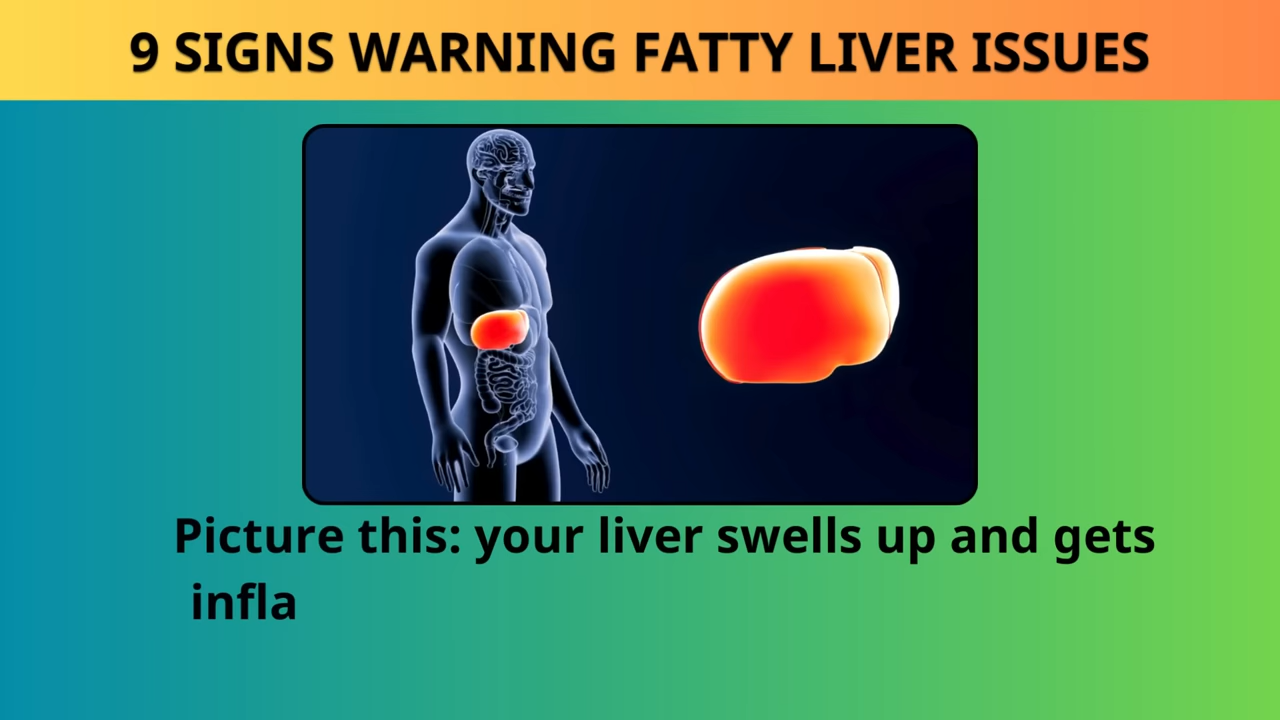 9 SIGNS WARNING FATTY LIVER ISSUES
Picture this: your liver swells up and gets
infla